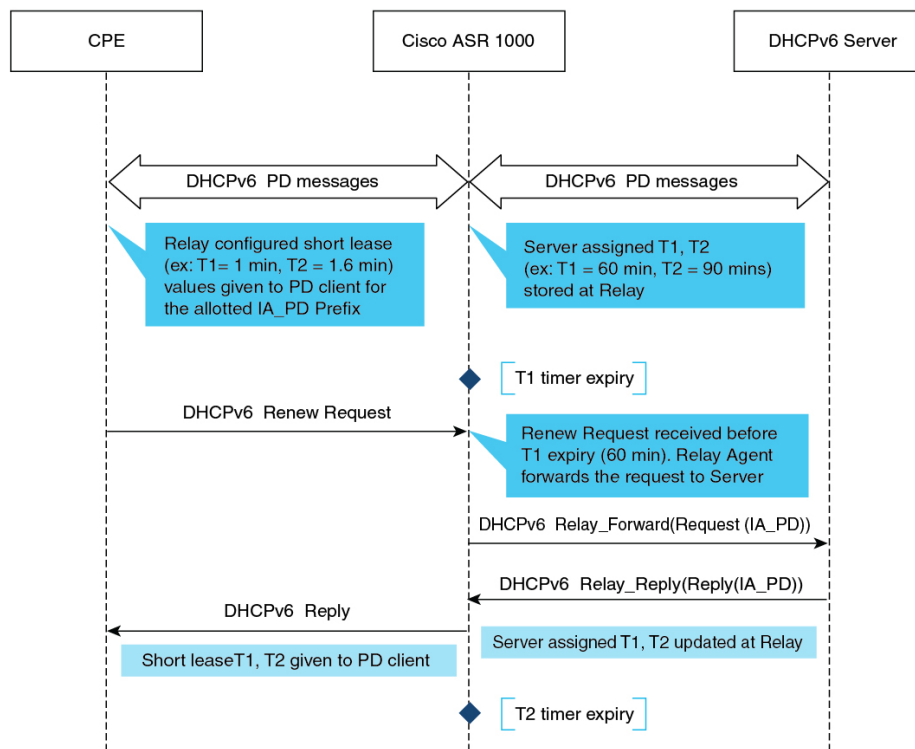 CPE
Cisco ASR 1000
DHCPv6 Server
DHCPv6 PD messages
DHCPv6 PD messages
Relay configured short lease
(ex: T1= 1 min, T2 = 1.6 min)
values given to PD client for
the allotted IA_PD Prefix
Server assigned T1, T2
(ex: T1 = 60 min, T2 = 90 mins)
stored at Relay
T1 timer expiry
DHCPv6 Renew Request
Renew Request received before
T1 expiry (60 min). Relay Agent
forwards the request to Server
DHCPv6 Relay_Forward(Request (IA_PD))
DHCPv6 Relay_Reply(Reply(IA_PD))
DHCPv6 Reply
Server assigned T1, T2 updated at Relay
Short leaseT1, T2 given to PD client
T2 timer expiry